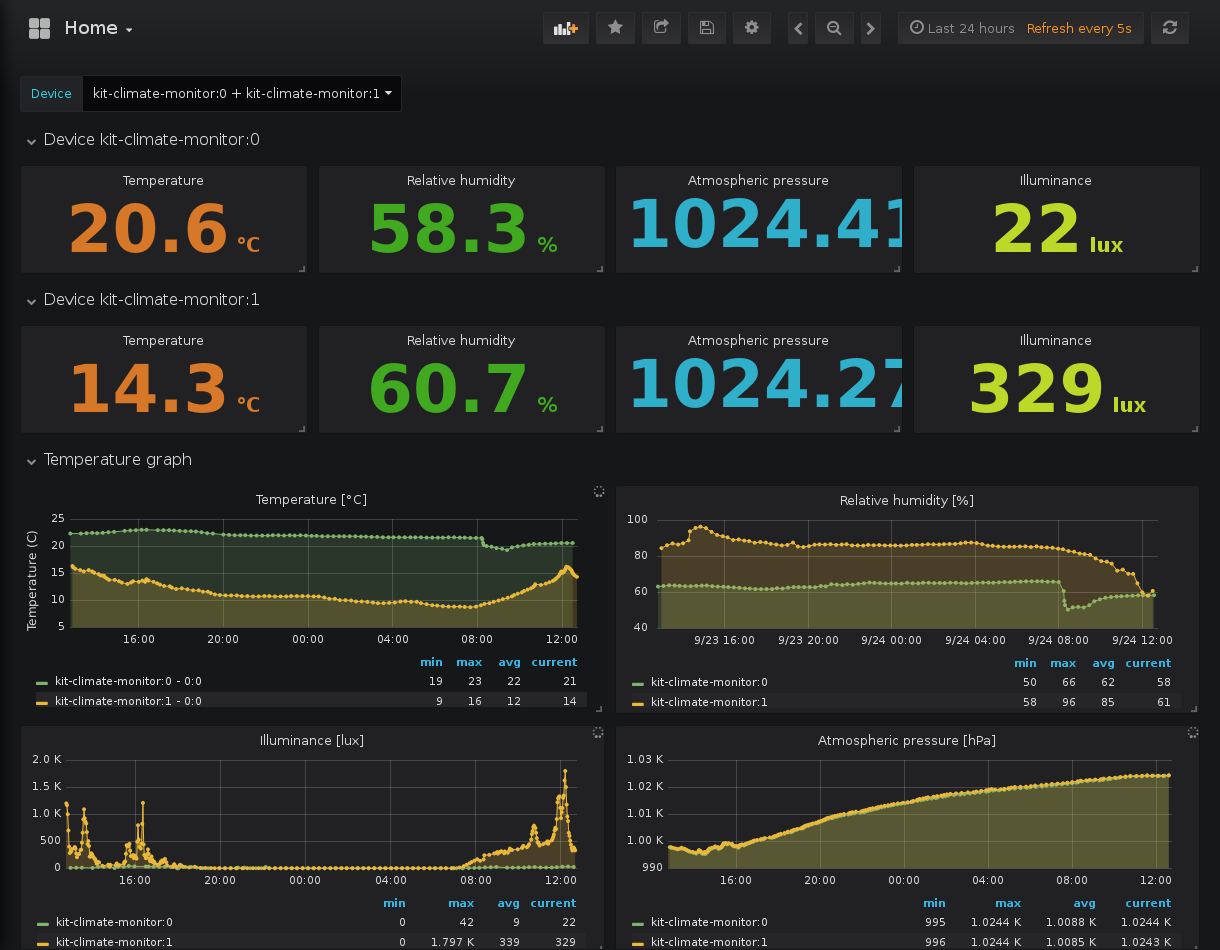 Home
Last 24 hours Refresh every 5s
Device kit-climate-monitor:0 + kit-climate-monitor:1
Device kit-climate-monitor:0
Temperature Relative humidity Atmospheric pressure Illuminance
20.6 °C 58.3 % 1024.41 22 lux
Device kit-climate-monitor:1
Temperature Relative humidity Atmospheric pressure Illuminance
14.3 °C 60.7 % 1024.27 329 lux
Temperature graph
Temperature [°C]
Temperature (C)
25
20
15
10
5
16:00 20:00 00:00 04:00 08:00 12:00
min max avg current
kit-climate-monitor:0 - 0:0 19 23 22 21
kit-climate-monitor:1 - 0:0 9 16 12 14
Relative humidity [%]
100
80
60
40
9/23 16:00 9/23 20:00 9/24 00:00 9/24 04:00 9/24 08:00 9/24 12:00
min max avg current
kit-climate-monitor:0 50 66 62 58
kit-climate-monitor:1 58 96 85 61
Illuminance [lux]
2.0 K
1.5 K
1.0 K
500
0
16:00 20:00 00:00 04:00 08:00 12:00
min max avg current
kit-climate-monitor:0 0 42 9 22
kit-climate-monitor:1 0 1.797 K 339 329
Atmospheric pressure [hPa]
1.03 K
1.02 K
1.01 K
1.00 K
990
16:00 20:00 00:00 04:00 08:00 12:00
min max avg current
kit-climate-monitor:0 995 1.0244 K 1.0088 K 1.0244 K
kit-climate-monitor:1 996 1.0244 K 1.0085 K 1.0243 K